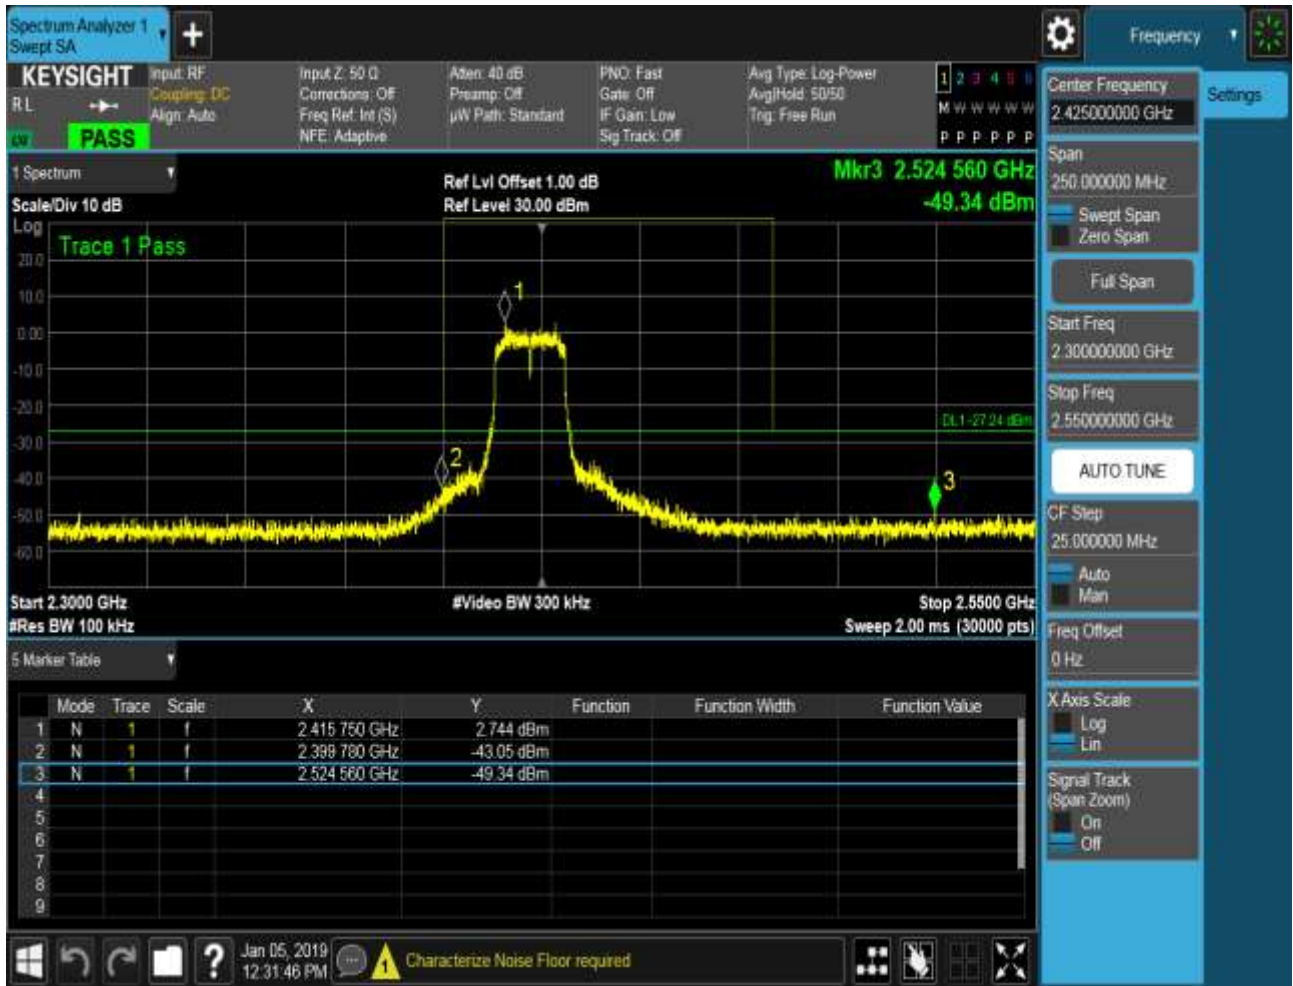 Spectrum Analyzer 1
Swept SA
Frequency
KEYSIGHT
R L
PASS
Input: RF
Coupling: DC
Align: Auto
Input Z: 50 Ω
Corrections: Off
Freq Ref: Int (S)
NFE: Adaptive
Atten: 40 dB
Preamp: Off
µW Path: Standard
PNO: Fast
Gate: Off
IF Gain: Low
Sig Track: Off
Avg Type: Log-Power
Avg|Hold: 50/50
Trig: Free Run
1 2 3 4 5 6
M W W W W W
P P P P P P
1 Spectrum
Scale/Div 10 dB
Ref Lvl Offset 1.00 dB
Ref Level 30.00 dBm
Mkr3 2.524 560 GHz
-49.34 dBm
Log
Trace 1 Pass
20.0
10.0
0.00
-10.0
-20.0
-30.0
-40.0
-50.0
-60.0
1
2
3
DL1 -27.24 dBm
Start 2.3000 GHz
#Video BW 300 kHz
Stop 2.5500 GHz
#Res BW 100 kHz
Sweep 2.00 ms (30000 pts)
5 Marker Table
Mode Trace Scale X Y Function Function Width Function Value
1 N 1 f 2.415 750 GHz 2.744 dBm
2 N 1 f 2.399 780 GHz -43.05 dBm
3 N 1 f 2.524 560 GHz -49.34 dBm
4
5
6
7
8
9
Center Frequency
2.425000000 GHz
Settings
Span
250.000000 MHz
Swept Span
Zero Span
Full Span
Start Freq
2.300000000 GHz
Stop Freq
2.550000000 GHz
AUTO TUNE
CF Step
25.000000 MHz
Auto
Man
Freq Offset
0 Hz
X Axis Scale
Log
Lin
Signal Track
(Span Zoom)
On
Off
?
Jan 05, 2019
12:31:46 PM
1
Characterize Noise Floor required